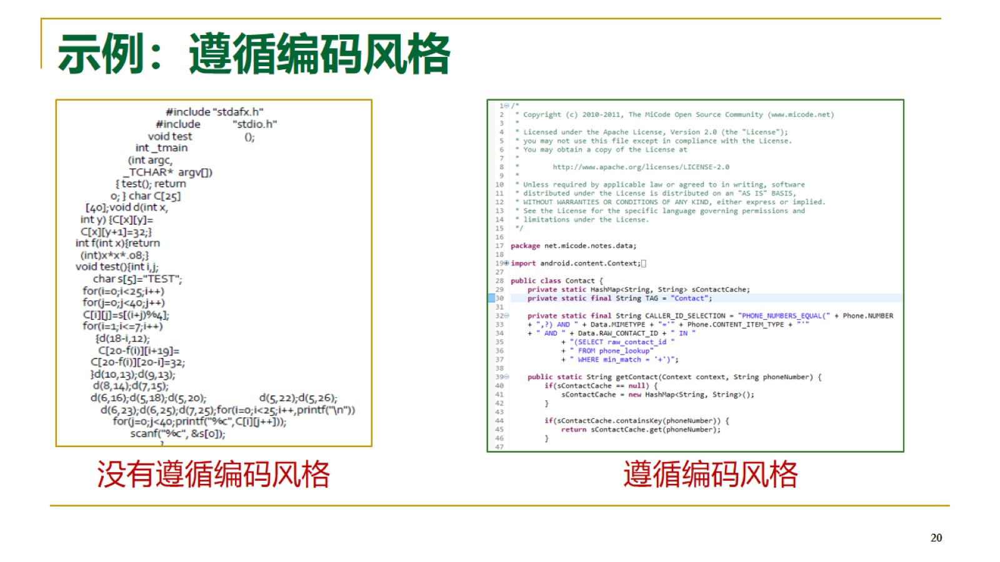 示例：遵循编码风格
#include "stdafx.h"
#include "stdio.h"
void test ();
int _tmain
(int argc,
_TCHAR* argv[])
{ test(); return
0; } char C[25]
[40];void d(int x,
int y) {C[x][y]=
C[x][y+1]=32;}
int f(int x){return
(int)x*x*.08;}
void test(){int i,j;
char s[5]="TEST";
for(i=0;i<25;i++)
for(j=0;j<40;j++)
C[i][j]=s[(i+j)%4];
for(i=1;i<=7;i++)
{d(18-i,12);
C[20-f(i)][i+19]=
C[20-f(i)][20-i]=32;
}d(10,13);d(9,13);
d(8,14);d(7,15);
d(6,16);d(5,18);d(5,20); d(5,22);d(5,26);
d(6,23);d(6,25);d(7,25);for(i=0;i<25;i++,printf("\n"))
for(j=0;j<40;printf("%c",C[i][j++]));
scanf("%c", &s[0]);
}
没有遵循编码风格
1 /*
2 * Copyright (c) 2010-2011, The MiCode Open Source Community (www.micode.net)
3 *
4 * Licensed under the Apache License, Version 2.0 (the "License");
5 * you may not use this file except in compliance with the License.
6 * You may obtain a copy of the License at
7 *
8 * http://www.apache.org/licenses/LICENSE-2.0
9 *
10 * Unless required by applicable law or agreed to in writing, software
11 * distributed under the License is distributed on an "AS IS" BASIS,
12 * WITHOUT WARRANTIES OR CONDITIONS OF ANY KIND, either express or implied.
13 * See the License for the specific language governing permissions and
14 * limitations under the License.
15 */
16
17 package net.micode.notes.data;
18
19 import android.content.Context;
27
28 public class Contact {
29 private static HashMap<String, String> sContactCache;
30 private static final String TAG = "Contact";
31
32 private static final String CALLER_ID_SELECTION = "PHONE_NUMBERS_EQUAL(" + Phone.NUMBER
33 + ",?) AND " + Data.MIMETYPE + "='" + Phone.CONTENT_ITEM_TYPE + "'"
34 + " AND " + Data.RAW_CONTACT_ID + " IN "
35 + "(SELECT raw_contact_id "
36 + " FROM phone_lookup"
37 + " WHERE min_match = '+')";
38
39 public static String getContact(Context context, String phoneNumber) {
40 if(sContactCache == null) {
41 sContactCache = new HashMap<String, String>();
42 }
43
44 if(sContactCache.containsKey(phoneNumber)) {
45 return sContactCache.get(phoneNumber);
46 }
47
遵循编码风格
20